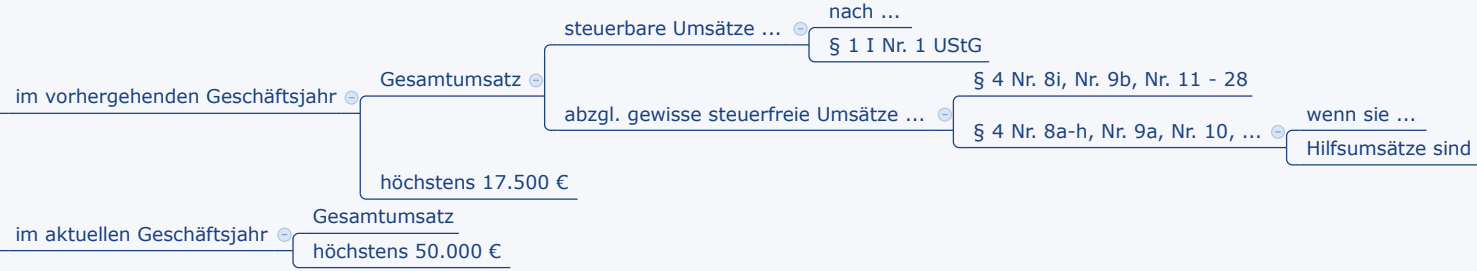 im vorhergehenden Geschäftsjahr
Gesamtumsatz
steuerbare Umsätze ...
nach ...
§ 1 I Nr. 1 UStG
abzgl. gewisse steuerfreie Umsätze ...
§ 4 Nr. 8i, Nr. 9b, Nr. 11 - 28
§ 4 Nr. 8a-h, Nr. 9a, Nr. 10, ...
wenn sie ...
Hilfsumsätze sind
höchstens 17.500 €
im aktuellen Geschäftsjahr
Gesamtumsatz
höchstens 50.000 €